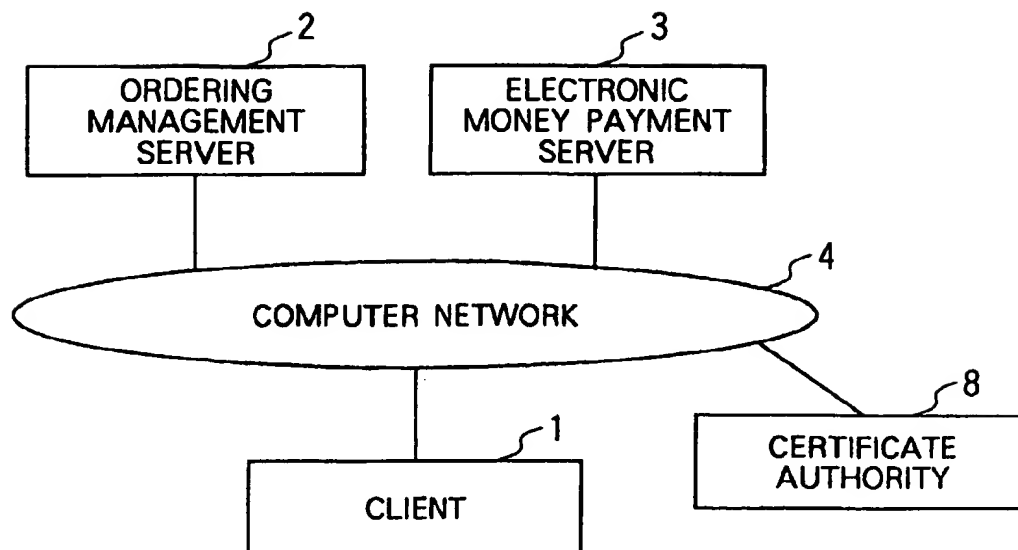 2
ORDERING
MANAGEMENT
SERVER
3
ELECTRONIC
MONEY PAYMENT
SERVER
4
COMPUTER NETWORK
1
CLIENT
8
CERTIFICATE
AUTHORITY